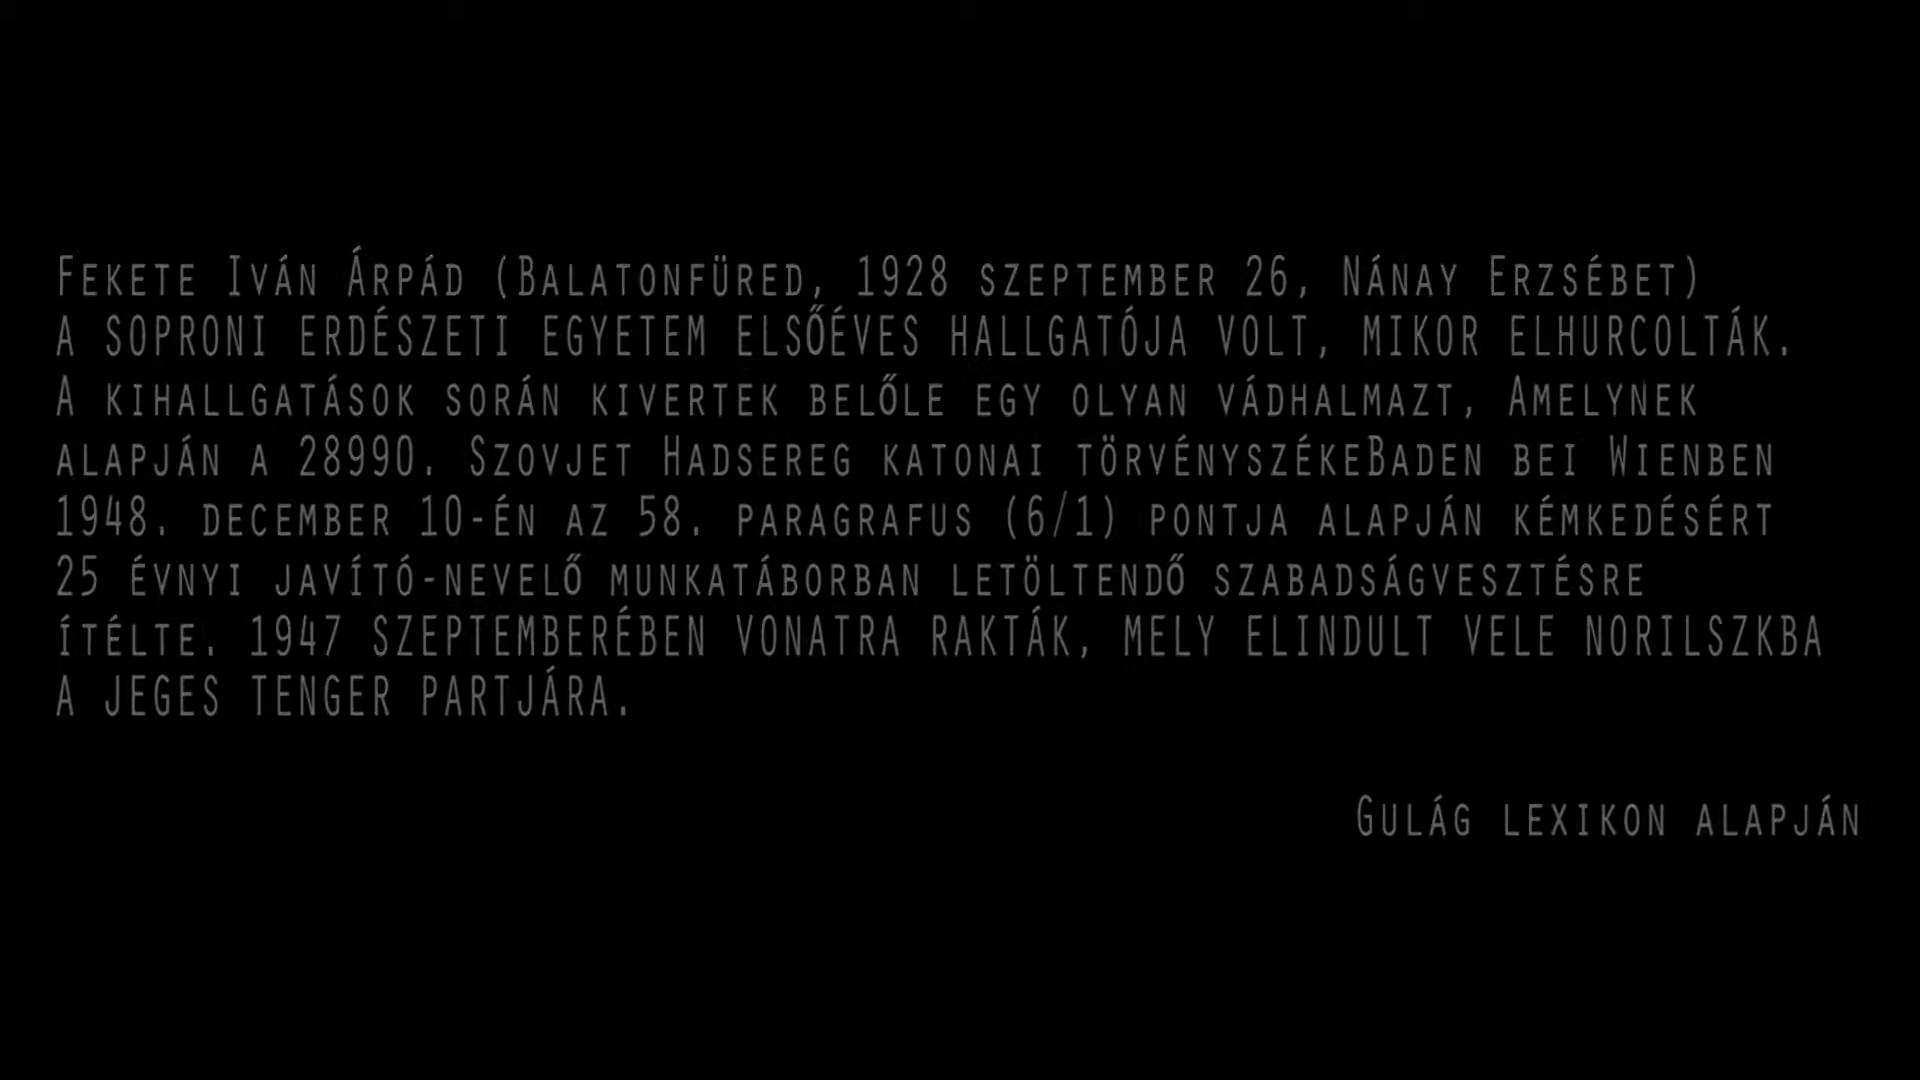 Fekete Iván Árpád (Balatonfüred, 1928 szeptember 26, Nánay Erzsébet)
A SOPRONI ERDÉSZETI EGYETEM ELSŐÉVES HALLGATÓJA VOLT, MIKOR ELHURCOLTÁK.
A kihallgatások során kivertek belőle egy olyan vádhalmazt, Amelynek
alapján a 28990. Szovjet Hadsereg katonai törvényszékeBaden bei Wienben
1948. december 10-én az 58. paragrafus (6/1) pontja alapján kémkedésért
25 évnyi javító-nevelő munkatáborban letöltendő szabadságvesztésre
ítélte. 1947 SZEPTEMBERÉBEN VONATRA RAKTÁK, MELY ELINDULT VELE NORILSZKBA
A JEGES TENGER PARTJÁRA.
Gulág lexikon alapján